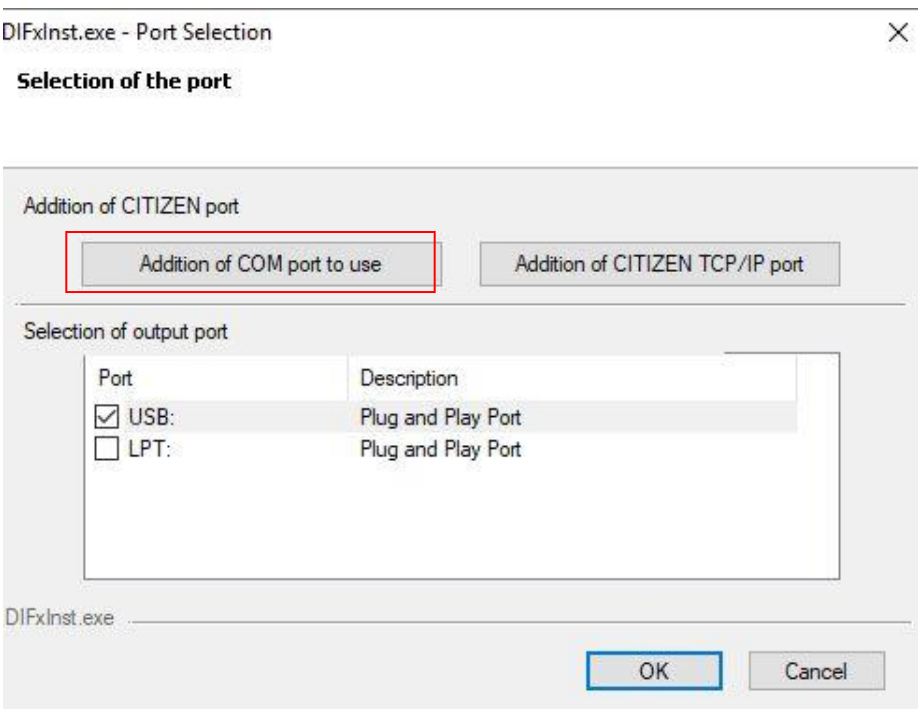 DIFxInst.exe - Port Selection
Selection of the port
Addition of CITIZEN port
Addition of COM port to use
Addition of CITIZEN TCP/IP port
Selection of output port
Port Description
USB: Plug and Play Port
LPT: Plug and Play Port
DIFxInst.exe
OK Cancel